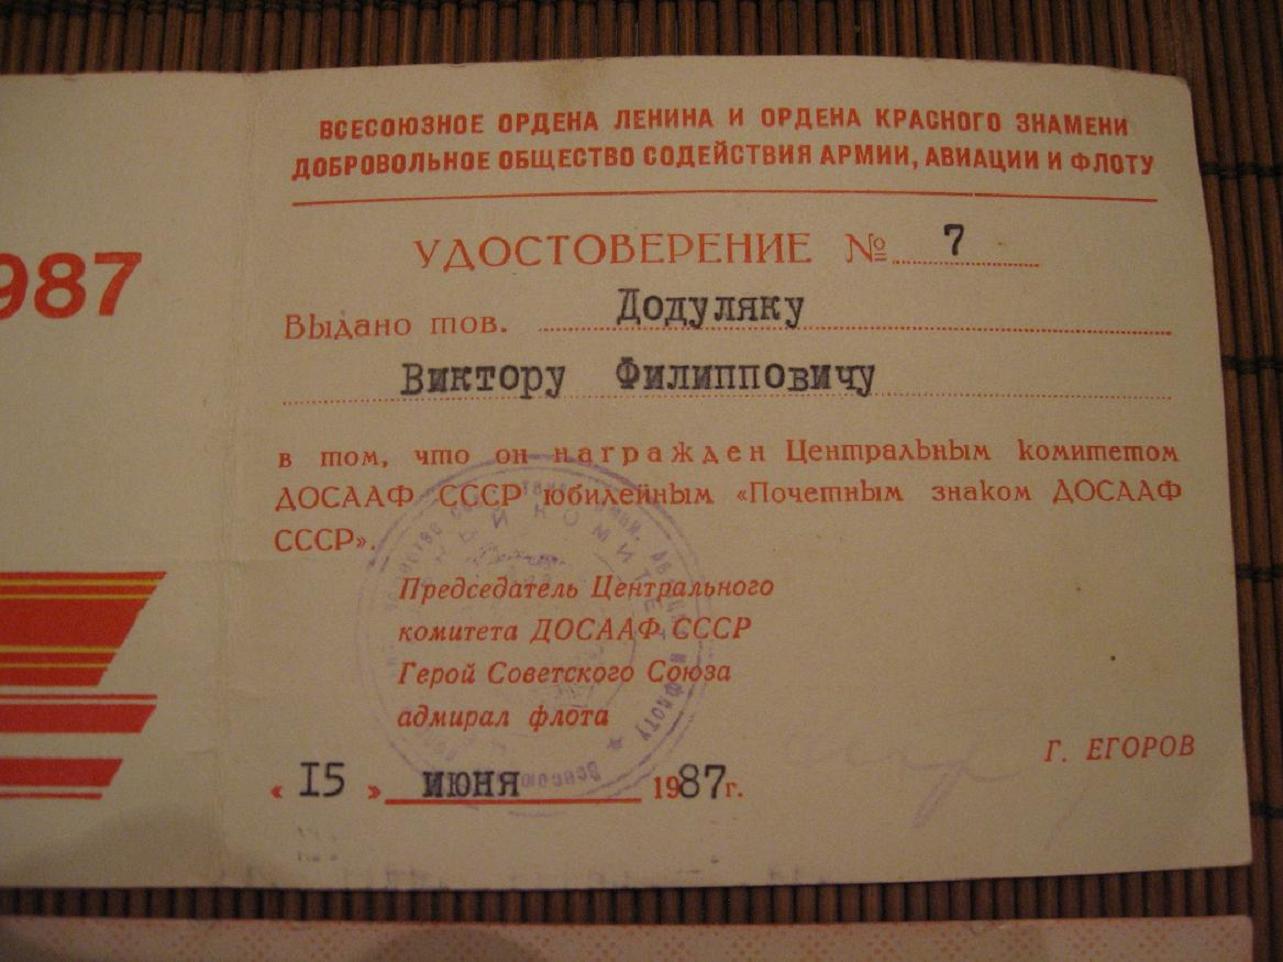 987
ВСЕСОЮЗНОЕ ОРДЕНА ЛЕНИНА И ОРДЕНА КРАСНОГО ЗНАМЕНИ
ДОБРОВОЛЬНОЕ ОБЩЕСТВО СОДЕЙСТВИЯ АРМИИ, АВИАЦИИ И ФЛОТУ
УДОСТОВЕРЕНИЕ № 7
Выдано тов. Додуляку
Виктору Филипповичу
в том, что он награжден Центральным комитетом
ДОСААФ СССР юбилейным «Почетным знаком ДОСААФ
СССР».
Председатель Центрального
комитета ДОСААФ СССР
Герой Советского Союза
адмирал флота
Г. ЕГОРОВ
«I5» июня 1987г.